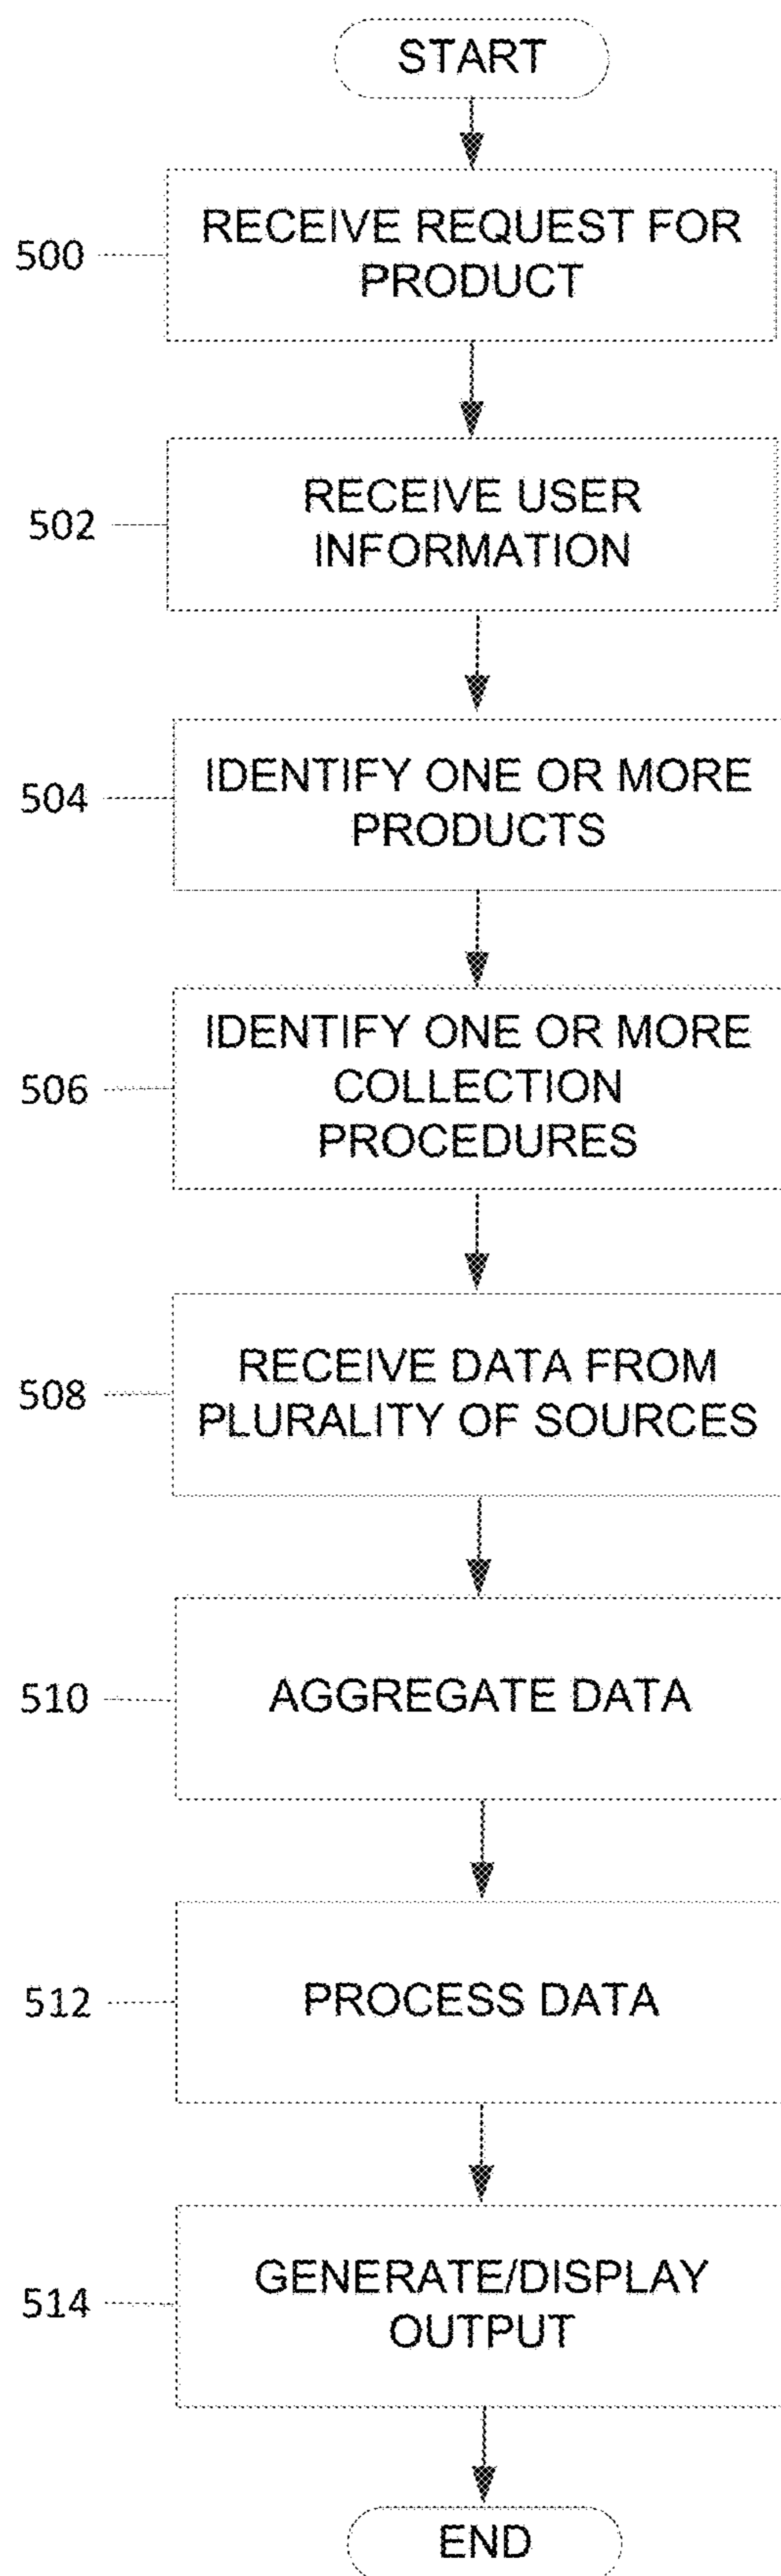 START
500
RECEIVE REQUEST FOR
PRODUCT
502
RECEIVE USER
INFORMATION
504
IDENTIFY ONE OR MORE
PRODUCTS
506
IDENTIFY ONE OR MORE
COLLECTION
PROCEDURES
508
RECEIVE DATA FROM
PLURALITY OF SOURCES
510
AGGREGATE DATA
512
PROCESS DATA
514
GENERATE/DISPLAY
OUTPUT
END